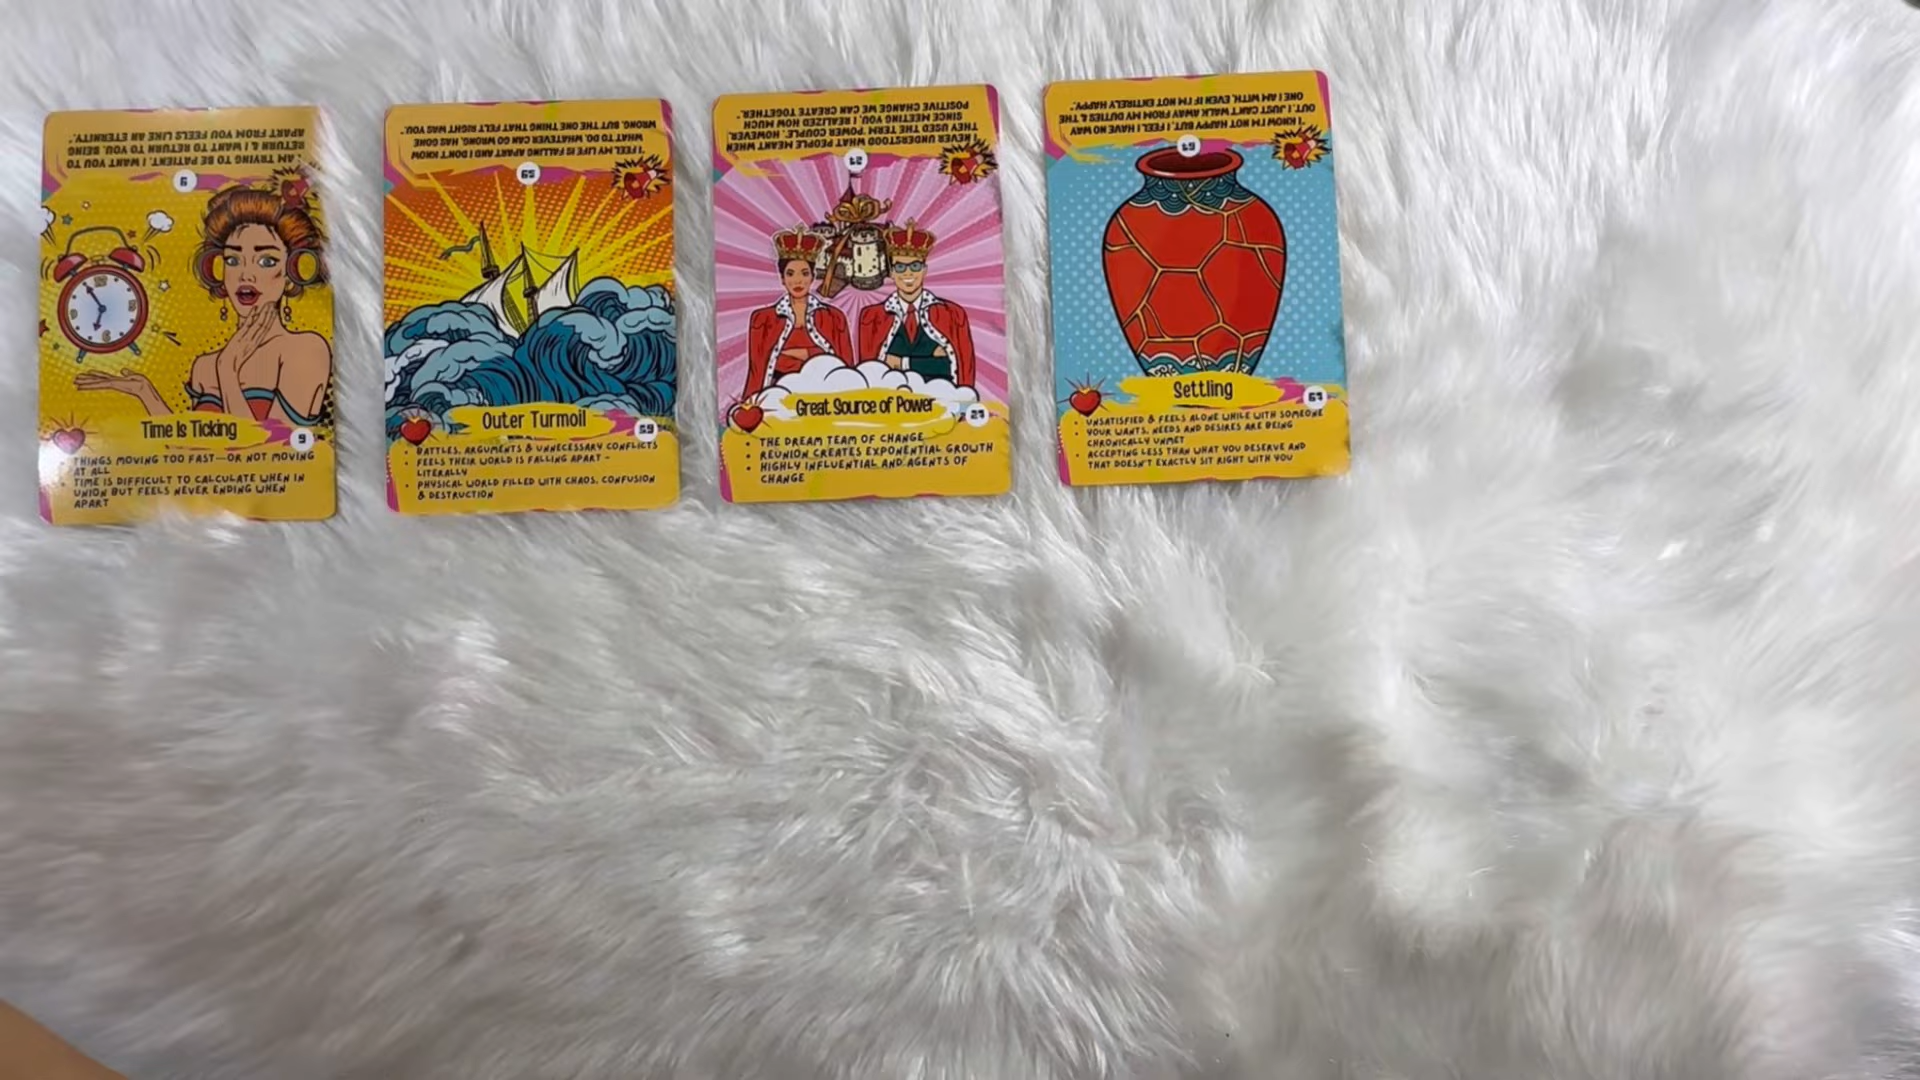 "I AM TRYING TO BE PATIENT. I WANT YOU TO
RETURN & I WANT TO RETURN TO YOU. BEING
APART FROM YOU FEELS LIKE AN ETERNITY."
9
Time Is Ticking
9
• THINGS MOVING TOO FAST—OR NOT MOVING
AT ALL
• TIME IS DIFFICULT TO CALCULATE WHEN IN
UNION BUT FEELS NEVER ENDING WHEN
APART
"I FEEL MY LIFE IS FALLING APART AND I DON'T KNOW
WHAT TO DO. WHATEVER CAN GO WRONG, HAS GONE
WRONG. BUT THE ONE THING THAT FELT RIGHT WAS YOU."
59
Outer Turmoil
59
• BATTLES, ARGUMENTS & UNNECESSARY CONFLICTS
• FEELS THEIR WORLD IS FALLING APART -
LITERALLY
• PHYSICAL WORLD FILLED WITH CHAOS, CONFUSION
& DESTRUCTION
"I NEVER UNDERSTOOD WHAT PEOPLE MEANT WHEN
THEY USED THE TERM, 'POWER COUPLE.' HOWEVER,
SINCE MEETING YOU, I REALIZED HOW MUCH
POSITIVE CHANGE WE CAN CREATE TOGETHER."
27
Great Source of Power
27
• THE DREAM TEAM OF CHANGE
• REUNION CREATES EXPONENTIAL GROWTH
• HIGHLY INFLUENTIAL AND AGENTS OF
CHANGE
"I KNOW I'M NOT HAPPY BUT, I FEEL I HAVE NO WAY
OUT. I JUST CAN'T WALK AWAY FROM MY DUTIES & THE
ONE I AM WITH, EVEN IF I'M NOT ENTIRELY HAPPY."
67
Settling
67
• UNSATISFIED & FEELS ALONE WHILE WITH SOMEONE
• YOUR WANTS, NEEDS AND DESIRES ARE BEING
CHRONICALLY UNMET
• ACCEPTING LESS THAN WHAT YOU DESERVE AND
THAT DOESN'T EXACTLY SIT RIGHT WITH YOU